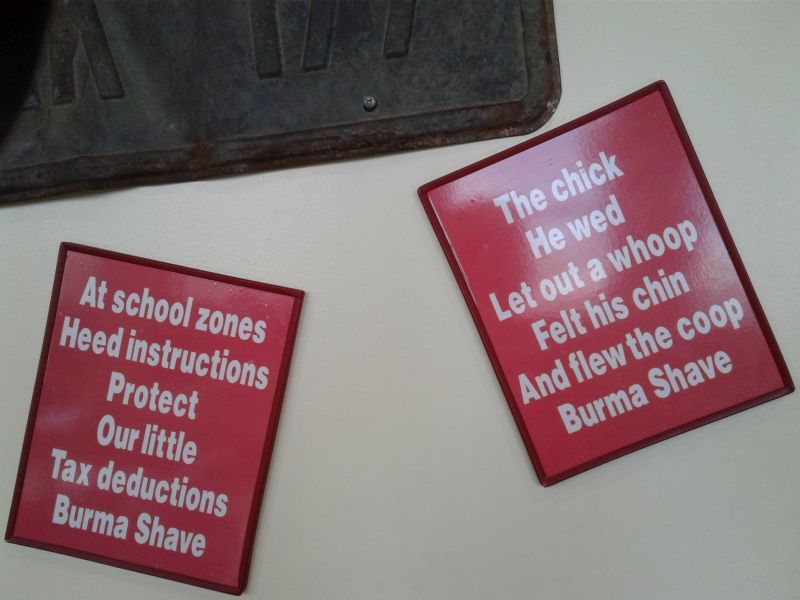 At school zones
Heed instructions
Protect
Our little
Tax deductions
Burma Shave
The chick
He wed
Let out a whoop
Felt his chin
And flew the coop
Burma Shave